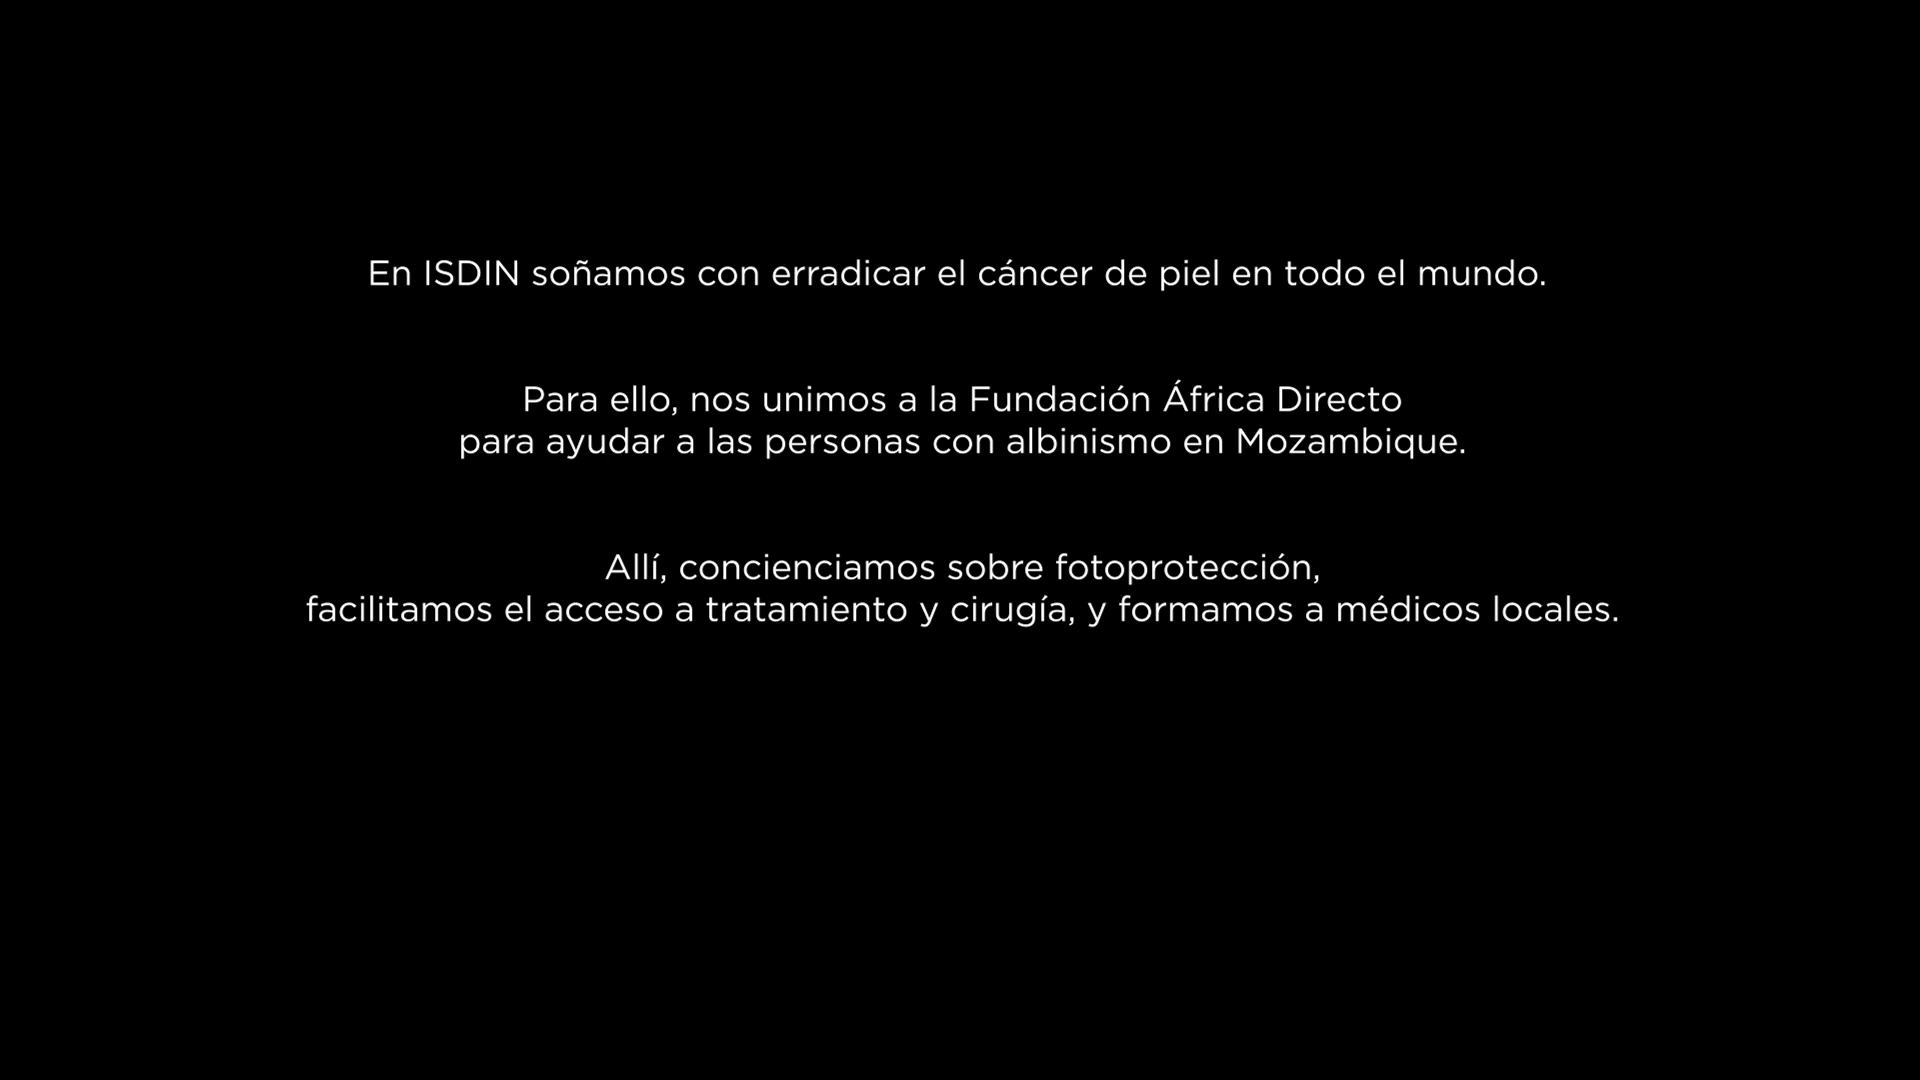 En ISDIN soñamos con erradicar el cáncer de piel en todo el mundo.
Para ello, nos unimos a la Fundación África Directo
para ayudar a las personas con albinismo en Mozambique.
Allí, concienciamos sobre fotoprotección,
facilitamos el acceso a tratamiento y cirugía, y formamos a médicos locales.